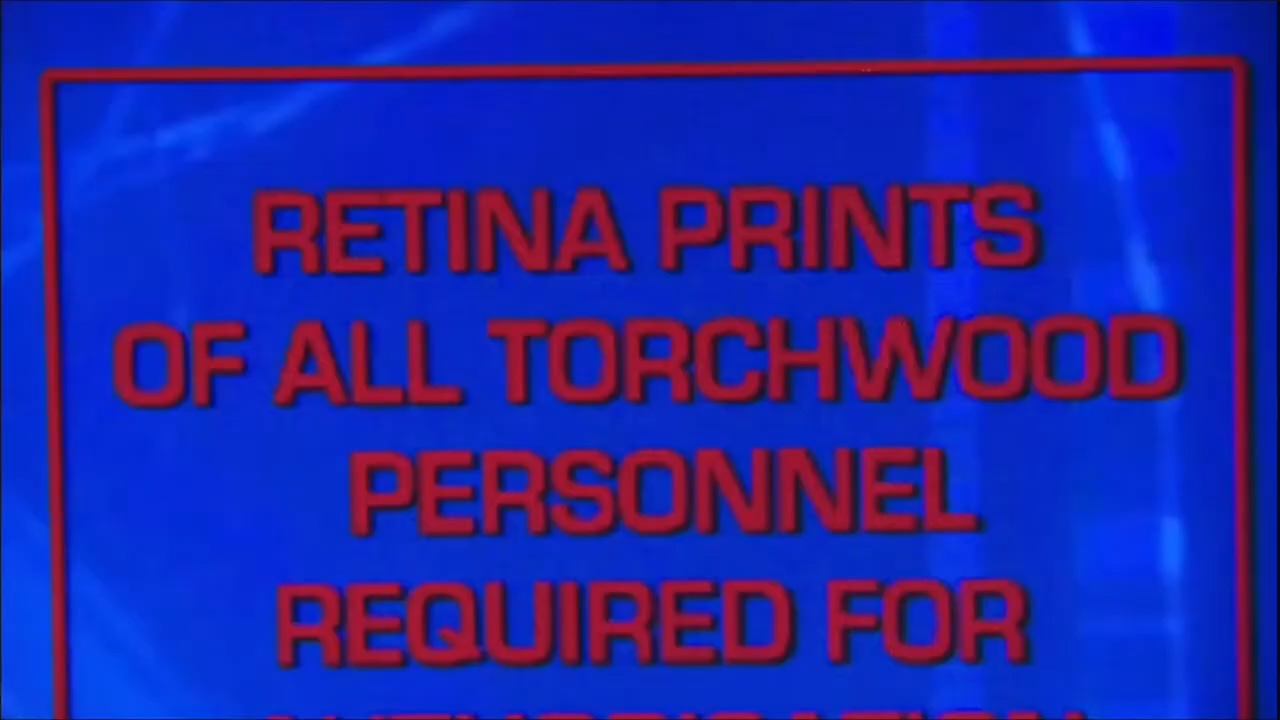 RETINA PRINTS
OF ALL TORCHWOOD
PERSONNEL
REQUIRED FOR